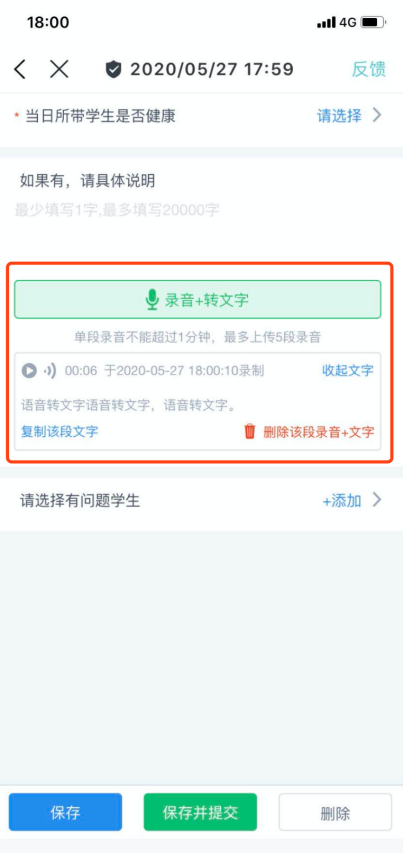 18:00
4G
2020/05/27 17:59
反馈
* 当日所带学生是否健康
请选择
如果有，请具体说明
最少填写1字,最多填写20000字
录音+转文字
单段录音不能超过1分钟，最多上传5段录音
00:06 于2020-05-27 18:00:10录制
收起文字
语音转文字语音转文字，语音转文字。
复制该段文字
删除该段录音+文字
请选择有问题学生
+添加
保存
保存并提交
删除